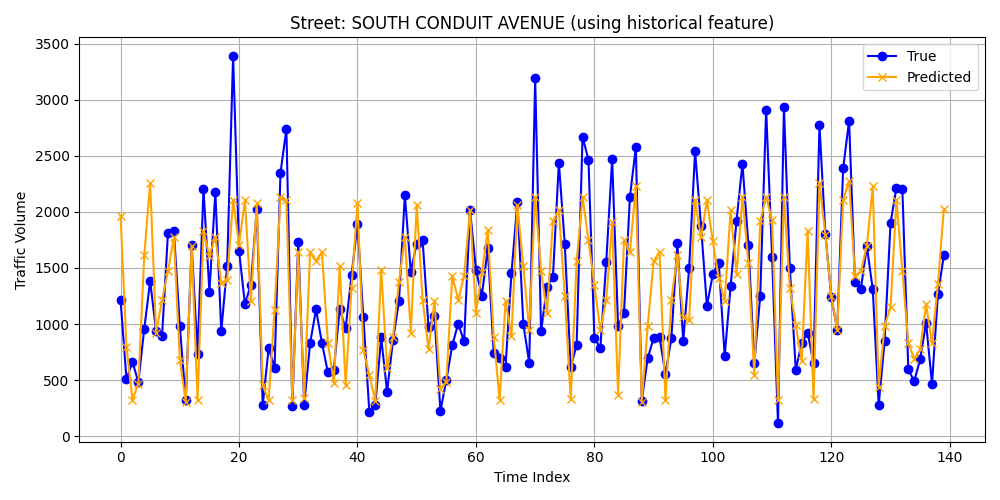 Street: SOUTH CONDUIT AVENUE (using historical feature)
True
Predicted
Traffic Volume
3500
3000
2500
2000
1500
1000
500
0
0 20 40 60 80 100 120 140
Time Index